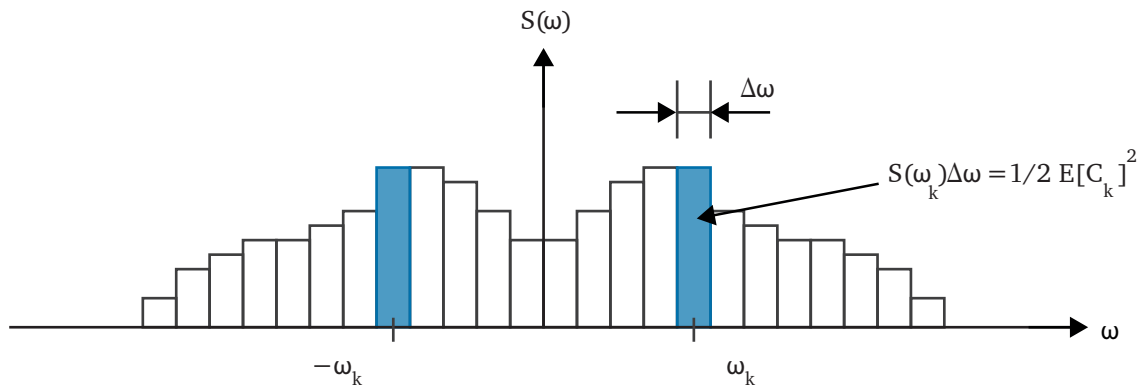 S(ω)
Δω
S(ω_k)Δω = 1/2 E[C_k]^2
ω
−ω_k
ω_k